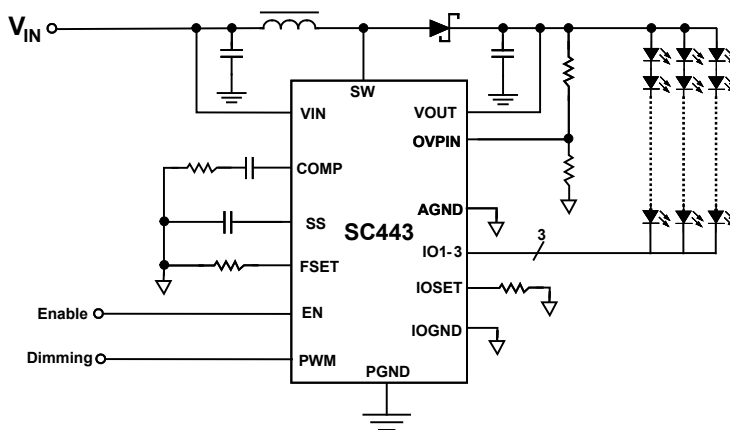 VIN
SW
VIN
VOUT
OVPIN
COMP
AGND
SS
SC443
3
IO1-3
FSET
IOSET
Enable
EN
IOGND
Dimming
PWM
PGND